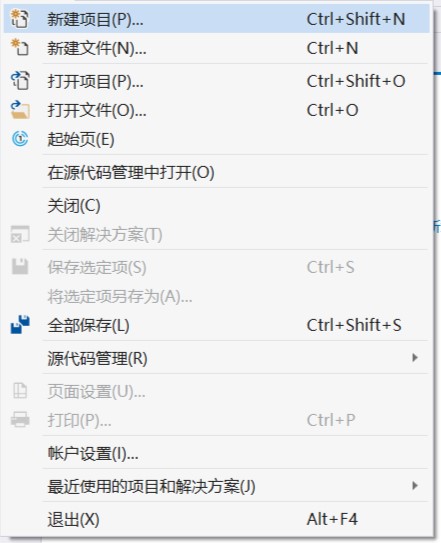 新建项目(P)... Ctrl+Shift+N
新建文件(N)... Ctrl+N
打开项目(P)... Ctrl+Shift+O
打开文件(O)... Ctrl+O
起始页(E)
在源代码管理中打开(O)
关闭(C)
关闭解决方案(T)
保存选定项(S) Ctrl+S
将选定项另存为(A)...
全部保存(L) Ctrl+Shift+S
源代码管理(R)
页面设置(U)...
打印(P)... Ctrl+P
帐户设置(I)...
最近使用的项目和解决方案(J)
退出(X) Alt+F4